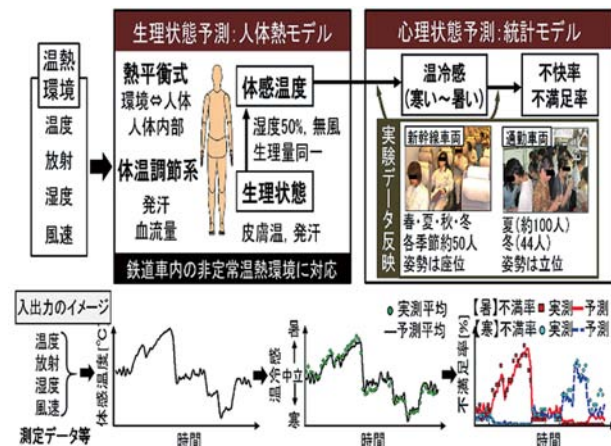 温熱
環境
温度
放射
湿度
風速
生理状態予測:人体熱モデル
熱平衡式
環境⇔人体
人体内部
体温調節系
発汗
血流量
体感温度
湿度50%, 無風
生理量同一
生理状態
皮膚温, 発汗
鉄道車内の非定常温熱環境に対応
心理状態予測:統計モデル
温冷感
(寒い~暑い)
不快率
不満足率
実験データ反映
新幹線車両
春・夏・秋・冬
各季節約50人
姿勢は座位
通勤車両
夏(約100人)
冬(44人)
姿勢は立位
入出力のイメージ
温度
放射
湿度
風速
測定データ等
体感温度[℃]
時間
実測平均
予測平均
温冷感
暑
中立
寒
時間
【暑】不満率 実測 予測
【寒】不満率 実測 予測
不満足率[%]
時間